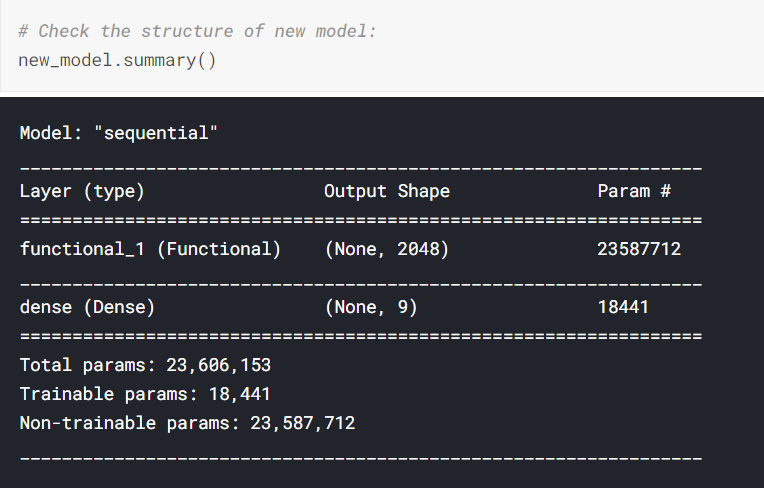 # Check the structure of new model:
new_model.summary()
Model: "sequential"
_________________________________________________________________
Layer (type)                 Output Shape              Param #
=================================================================
functional_1 (Functional)    (None, 2048)              23587712
_________________________________________________________________
dense (Dense)                (None, 9)                 18441
=================================================================
Total params: 23,606,153
Trainable params: 18,441
Non-trainable params: 23,587,712
_________________________________________________________________